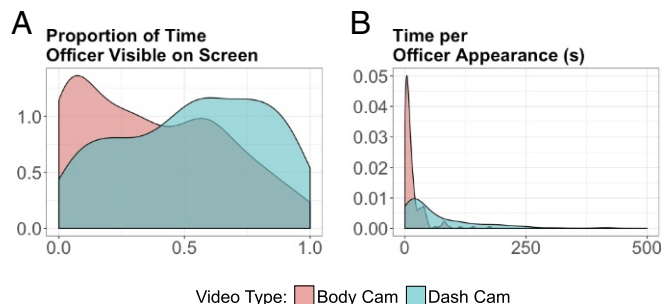 A
Proportion of Time
Officer Visible on Screen
1.0
0.5
0.0
0.0 0.5 1.0
B
Time per
Officer Appearance (s)
0.05
0.04
0.03
0.02
0.01
0.00
0 250 500
Video Type: Body Cam Dash Cam